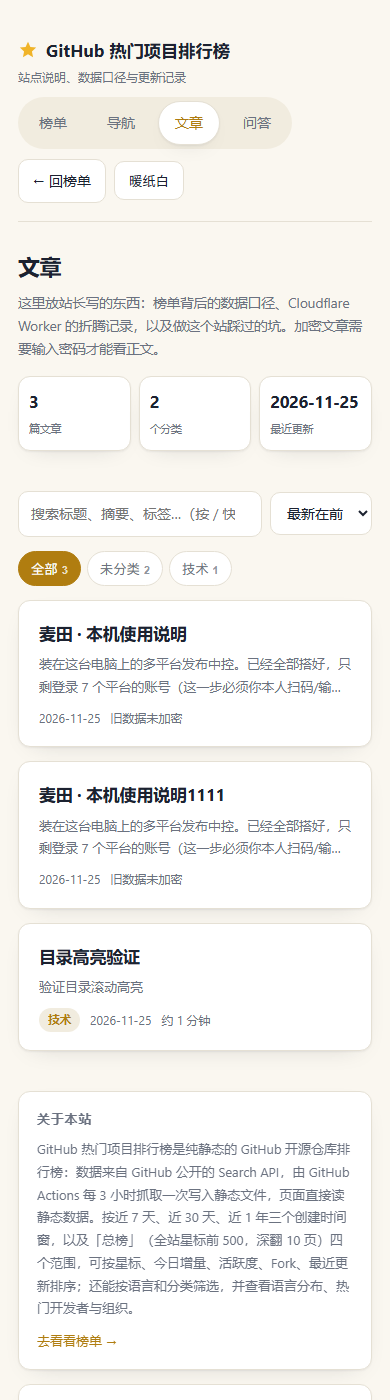 GitHub 热门项目排行榜
站点说明、数据口径与更新记录
榜单
导航
文章
问答
← 回榜单
暖纸白
文章
这里放站长写的东西：榜单背后的数据口径、Cloudflare
Worker 的折腾记录，以及做这个站踩过的坑。加密文章需
要输入密码才能看正文。
3
篇文章
2
个分类
2026-11-25
最近更新
搜索标题、摘要、标签…（按 / 快
最新在前
全部 3
未分类 2
技术 1
麦田 · 本机使用说明
装在这台电脑上的多平台发布中控。已经全部搭好，只
剩登录 7 个平台的账号（这一步必须你本人扫码/输...
2026-11-25 旧数据未加密
麦田 · 本机使用说明1111
装在这台电脑上的多平台发布中控。已经全部搭好，只
剩登录 7 个平台的账号（这一步必须你本人扫码/输...
2026-11-25 旧数据未加密
目录高亮验证
验证目录滚动高亮
技术 2026-11-25 约 1 分钟
关于本站
GitHub 热门项目排行榜是纯静态的 GitHub 开源仓库排
行榜：数据来自 GitHub 公开的 Search API，由 GitHub
Actions 每 3 小时抓取一次写入静态文件，页面直接读
静态数据。按近 7 天、近 30 天、近 1 年三个创建时间
窗，以及「总榜」（全站星标前 500，深翻 10 页）四
个范围，可按星标、今日增量、活跃度、Fork、最近更
新排序；还能按语言和分类筛选，并查看语言分布、热
门开发者与组织。
去看看榜单 →